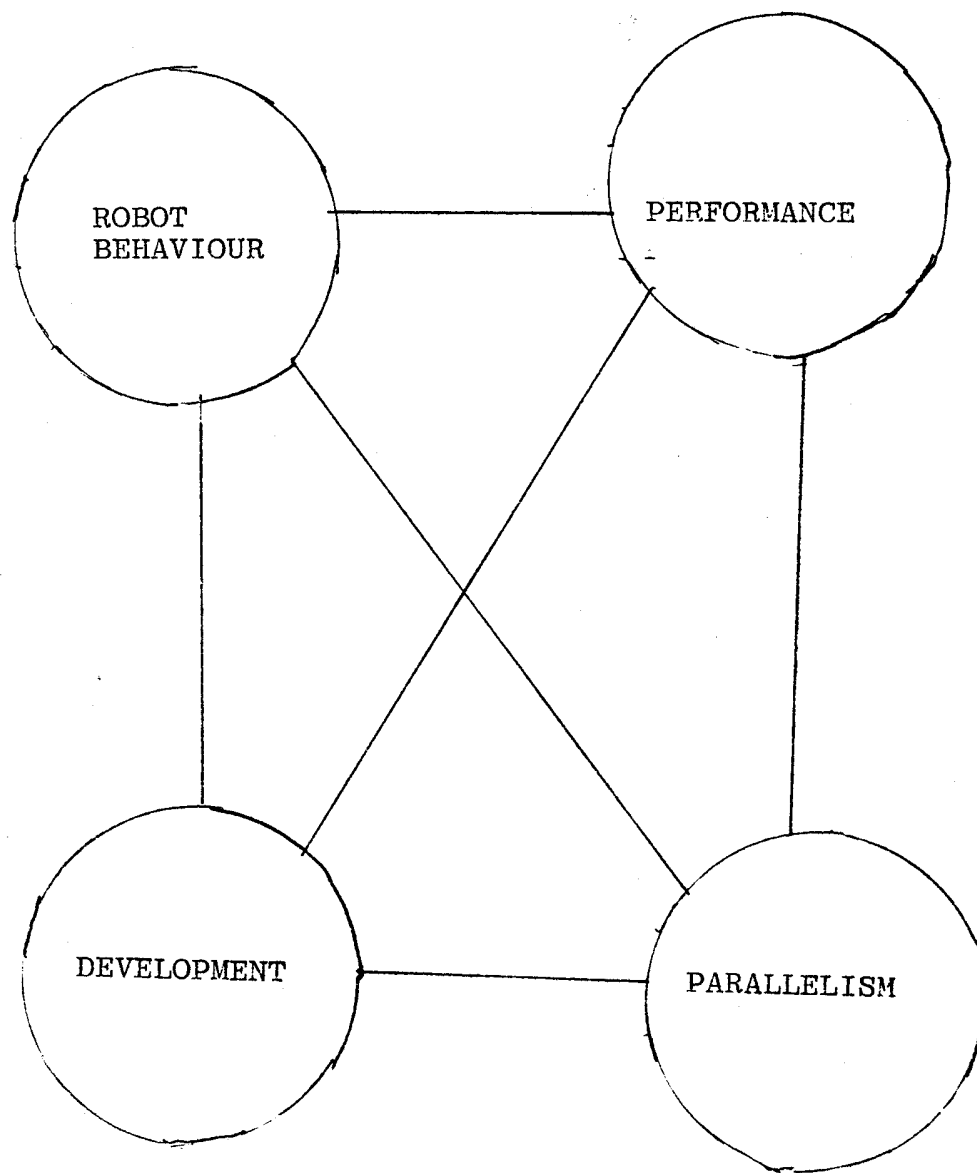 ROBOT
BEHAVIOUR
PERFORMANCE
DEVELOPMENT
PARALLELISM